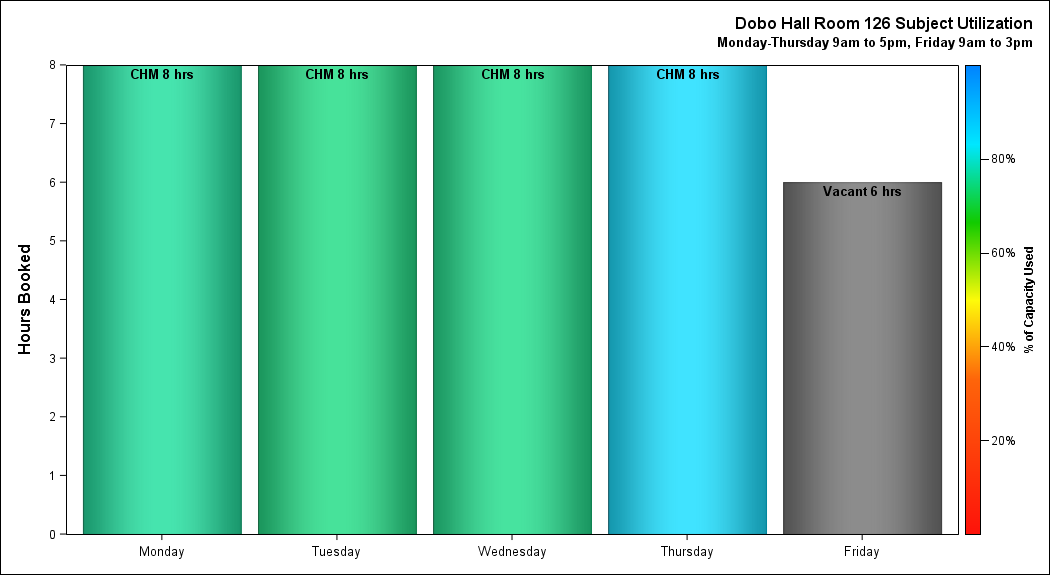 Dobo Hall Room 126 Subject Utilization
Monday-Thursday 9am to 5pm, Friday 9am to 3pm
Hours Booked
8
7
6
5
4
3
2
1
0
CHM 8 hrs
CHM 8 hrs
CHM 8 hrs
CHM 8 hrs
Vacant 6 hrs
Monday
Tuesday
Wednesday
Thursday
Friday
80%
60%
40%
20%
% of Capacity Used